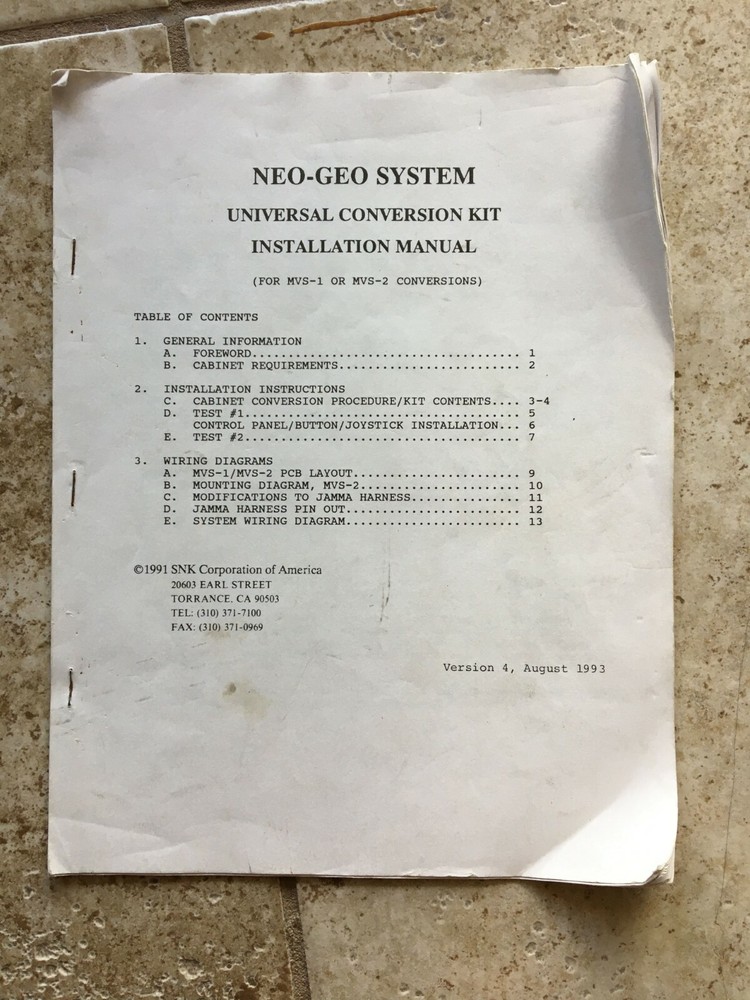 NEO-GEO SYSTEM
UNIVERSAL CONVERSION KIT
INSTALLATION MANUAL
(FOR MVS-1 OR MVS-2 CONVERSIONS)
TABLE OF CONTENTS
1. GENERAL INFORMATION
A. FOREWORD..................................... 1
B. CABINET REQUIREMENTS......................... 2
2. INSTALLATION INSTRUCTIONS
C. CABINET CONVERSION PROCEDURE/KIT CONTENTS.... 3-4
D. TEST #1...................................... 5
CONTROL PANEL/BUTTON/JOYSTICK INSTALLATION... 6
E. TEST #2...................................... 7
3. WIRING DIAGRAMS
A. MVS-1/MVS-2 PCB LAYOUT....................... 9
B. MOUNTING DIAGRAM, MVS-2...................... 10
C. MODIFICATIONS TO JAMMA HARNESS............... 11
D. JAMMA HARNESS PIN OUT........................ 12
E. SYSTEM WIRING DIAGRAM........................ 13
©1991 SNK Corporation of America
20603 EARL STREET
TORRANCE, CA 90503
TEL: (310) 371-7100
FAX: (310) 371-0969
Version 4, August 1993